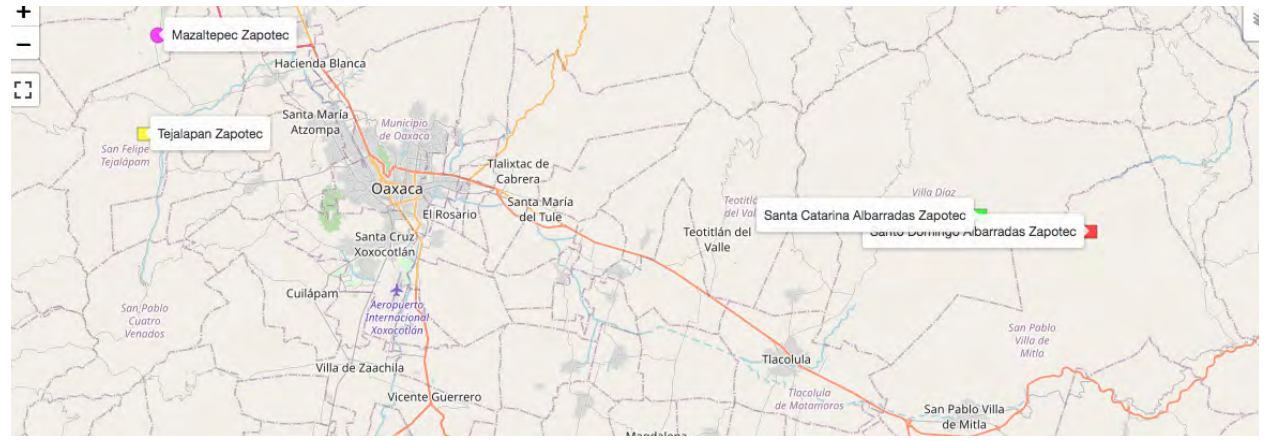 +
−
Mazaltepec Zapotec
Hacienda Blanca
Tejalapan Zapotec
San Felipe
Tejalápam
Santa María
Atzompa
Municipio
de Oaxaca
Oaxaca
Tlalixtac de
Cabrera
El Rosario
Santa María
del Tule
Santa Cruz
Xoxocotlán
Cuilápam
Aeropuerto
Internacional
Xoxocotlán
San Pablo
Cuatro
Venados
Villa de Zaachila
Vicente Guerrero
Teotitlán del
Valle
del
Villa Díaz
Santa Catarina Albarradas Zapotec
Santo Domingo Albarradas Zapotec
San Pablo
Villa de
Mitla
Tlacolula
Tlacolula
de Matamoros
San Pablo Villa
de Mitla
Magdalena